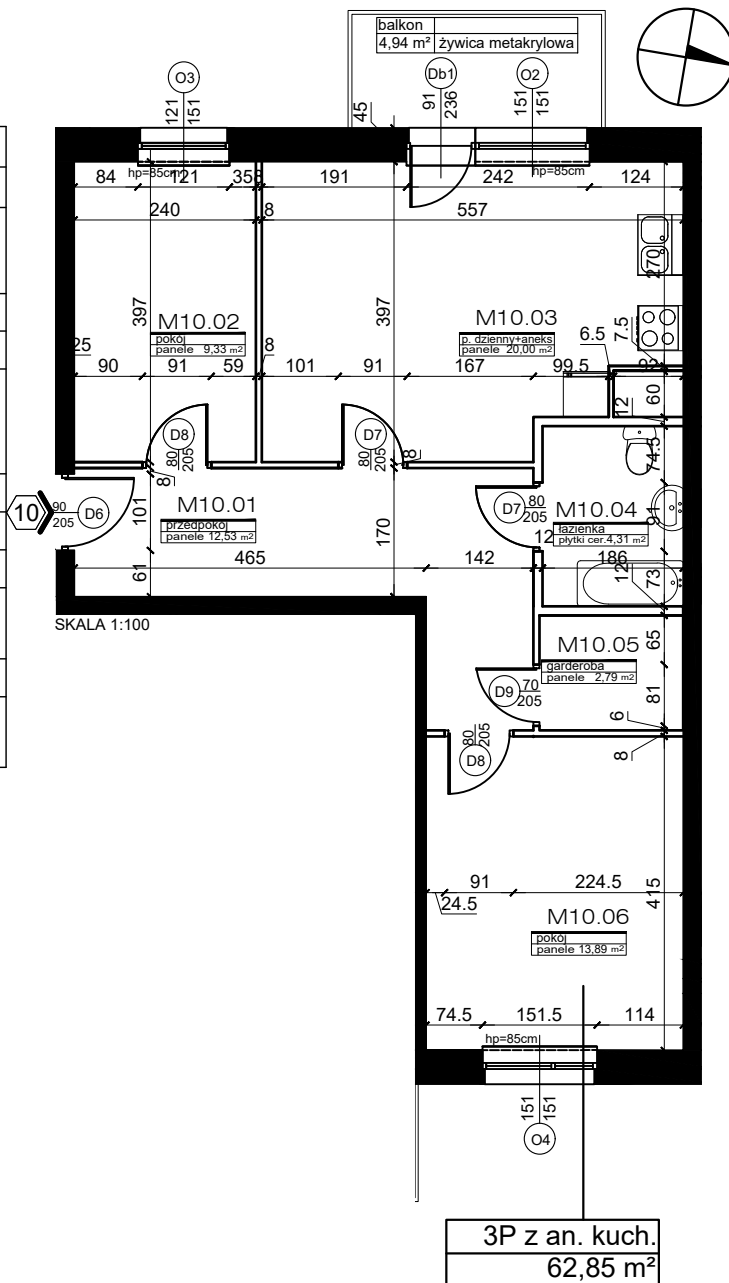 balkon
4,94 m² żywica metakrylowa
O3
121
151
Db1
91
236
O2
151
151
45
hp=85cm
hp=85cm
84 121 35 8 191 242 124
240 8 557
397
397
270
M10.02
pokój
panele 9,33 m²
M10.03
p. dzienny+aneks
panele 20,00 m²
25
8
6.5
7.5
90 91 59 101 91 167 99.5 92
12
60
D8
80
205
D7
80
205
8
8
74.5
10
90
205
D6
101
61
M10.01
przedpokój
panele 12,53 m²
170
D7
80
205
M10.04
łazienka
płytki cer.4,31 m²
91
12
465 142 186
12
73
SKALA 1:100
M10.05
garderoba
panele 2,79 m²
65
81
D9
70
205
6
8
D8
80
205
91 224.5
24.5
415
M10.06
pokój
panele 13,89 m²
74.5 151.5 114
hp=85cm
151
151
O4
3P z an. kuch.
62,85 m²